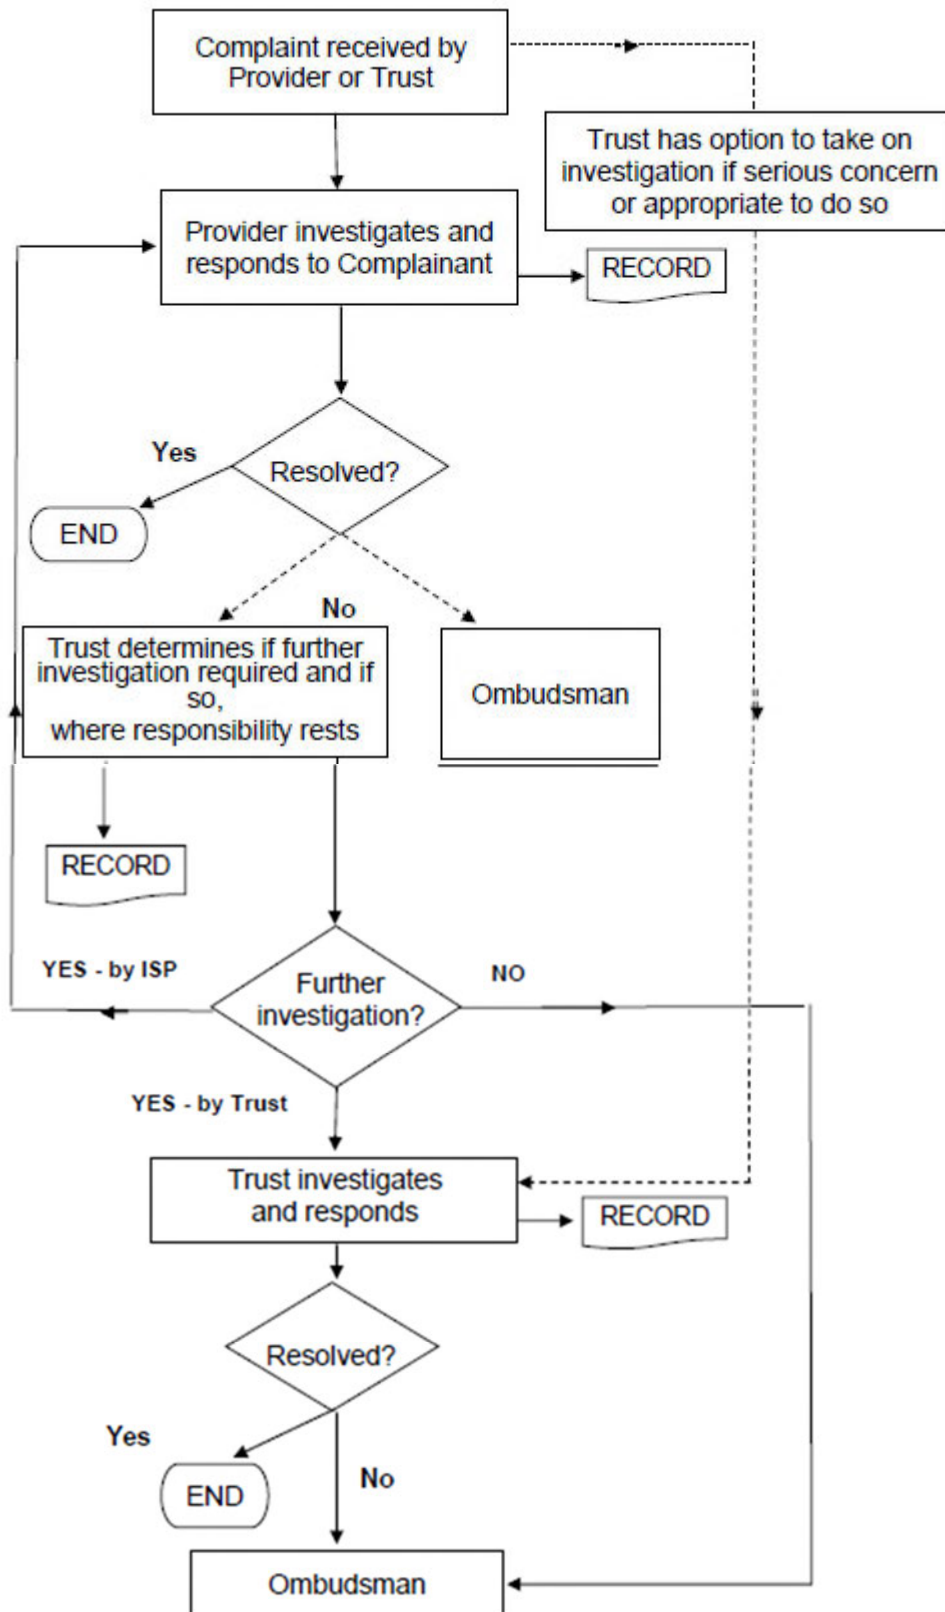 Complaint received by
Provider or Trust
Trust has option to take on
investigation if serious concern
or appropriate to do so
Provider investigates and
responds to Complainant
RECORD
Yes
Resolved?
END
No
Trust determines if further
investigation required and if
so,
where responsibility rests
Ombudsman
RECORD
YES - by ISP
Further
investigation?
NO
YES - by Trust
Trust investigates
and responds
RECORD
Resolved?
Yes
END
No
Ombudsman